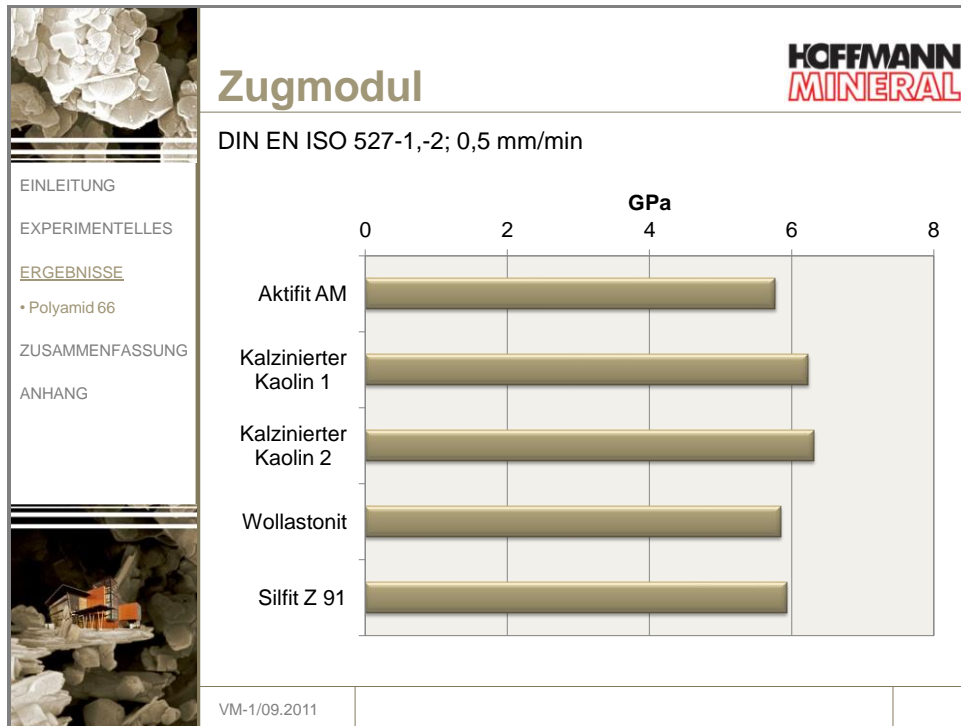 HOFFMANN
MINERAL
Zugmodul
DIN EN ISO 527-1,-2; 0,5 mm/min
EINLEITUNG
EXPERIMENTELLES
ERGEBNISSE
• Polyamid 66
ZUSAMMENFASSUNG
ANHANG
GPa
0 2 4 6 8
Aktifit AM
Kalzinierter
Kaolin 1
Kalzinierter
Kaolin 2
Wollastonit
Silfit Z 91
VM-1/09.2011